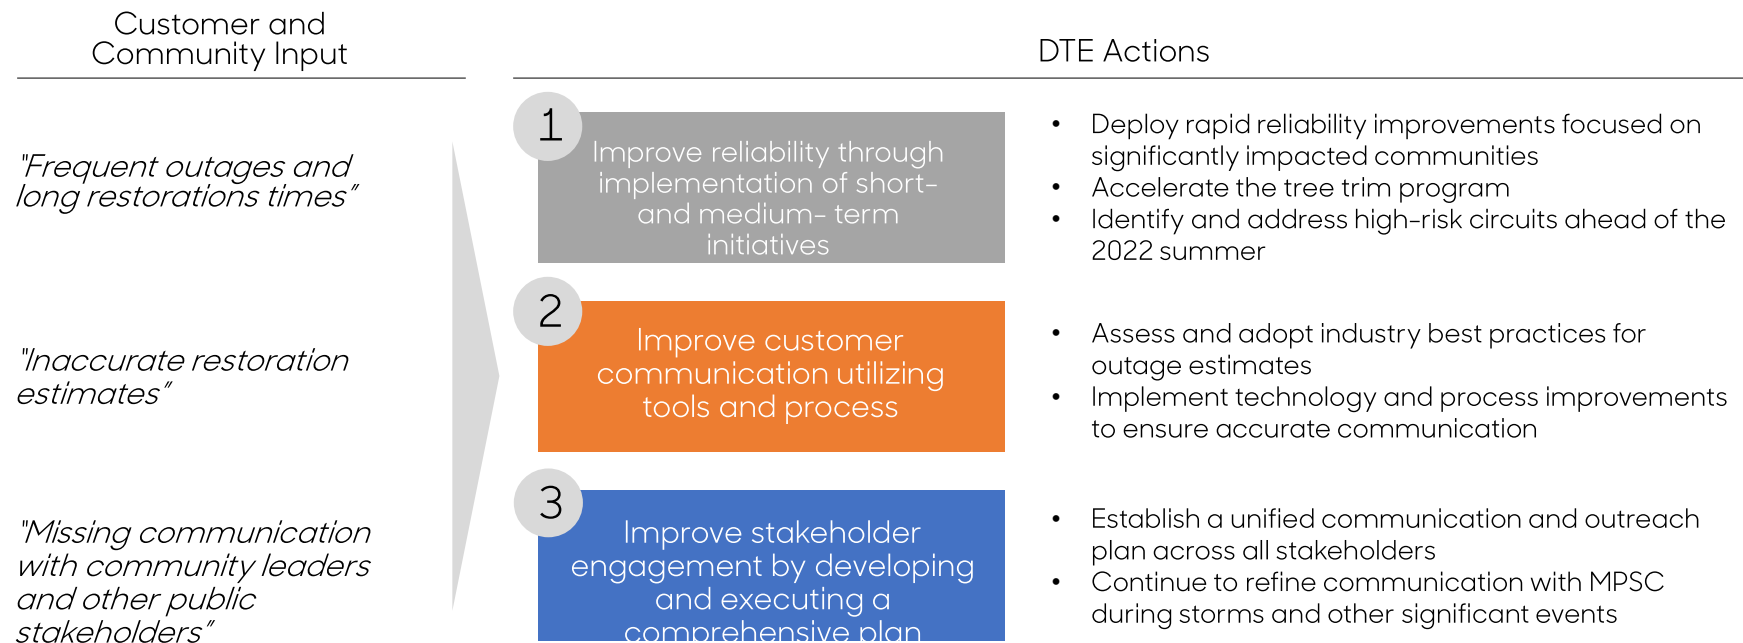 Customer and
Community Input
DTE Actions
"Frequent outages and
long restorations times"
1
Improve reliability through
implementation of short-
and medium- term
initiatives
• Deploy rapid reliability improvements focused on
significantly impacted communities
• Accelerate the tree trim program
• Identify and address high-risk circuits ahead of the
2022 summer
"Inaccurate restoration
estimates"
2
Improve customer
communication utilizing
tools and process
• Assess and adopt industry best practices for
outage estimates
• Implement technology and process improvements
to ensure accurate communication
"Missing communication
with community leaders
and other public
stakeholders"
3
Improve stakeholder
engagement by developing
and executing a
comprehensive plan
• Establish a unified communication and outreach
plan across all stakeholders
• Continue to refine communication with MPSC
during storms and other significant events